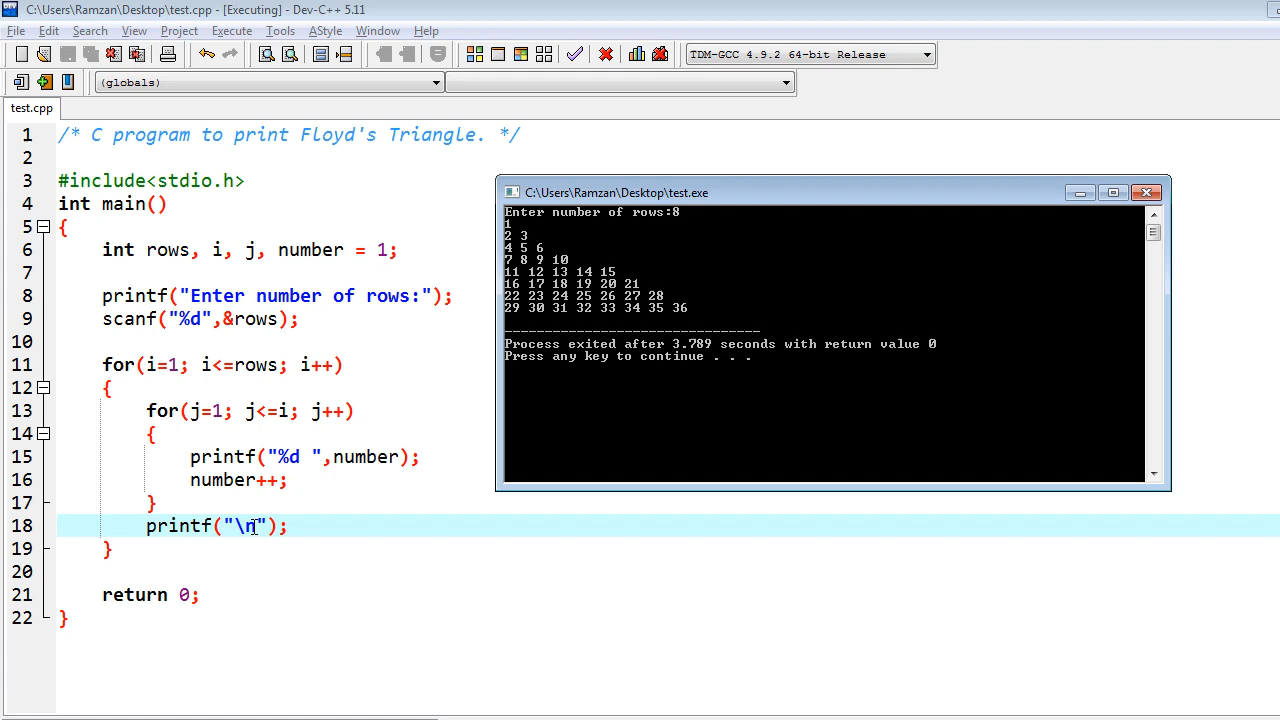 C:\Users\Ramzan\Desktop\test.cpp - [Executing] - Dev-C++ 5.11
File Edit Search View Project Execute Tools AStyle Window Help
TDM-GCC 4.9.2 64-bit Release
(globals)
test.cpp
1 /* C program to print Floyd's Triangle. */
2
3 #include<stdio.h>
4 int main()
5 {
6 int rows, i, j, number = 1;
7
8 printf("Enter number of rows:");
9 scanf("%d",&rows);
10
11 for(i=1; i<=rows; i++)
12 {
13 for(j=1; j<=i; j++)
14 {
15 printf("%d ",number);
16 number++;
17 }
18 printf("\n");
19 }
20
21 return 0;
22 }
C:\Users\Ramzan\Desktop\test.exe
Enter number of rows:8
1
2 3
4 5 6
7 8 9 10
11 12 13 14 15
16 17 18 19 20 21
22 23 24 25 26 27 28
29 30 31 32 33 34 35 36
--------------------------------
Process exited after 3.789 seconds with return value 0
Press any key to continue . . .